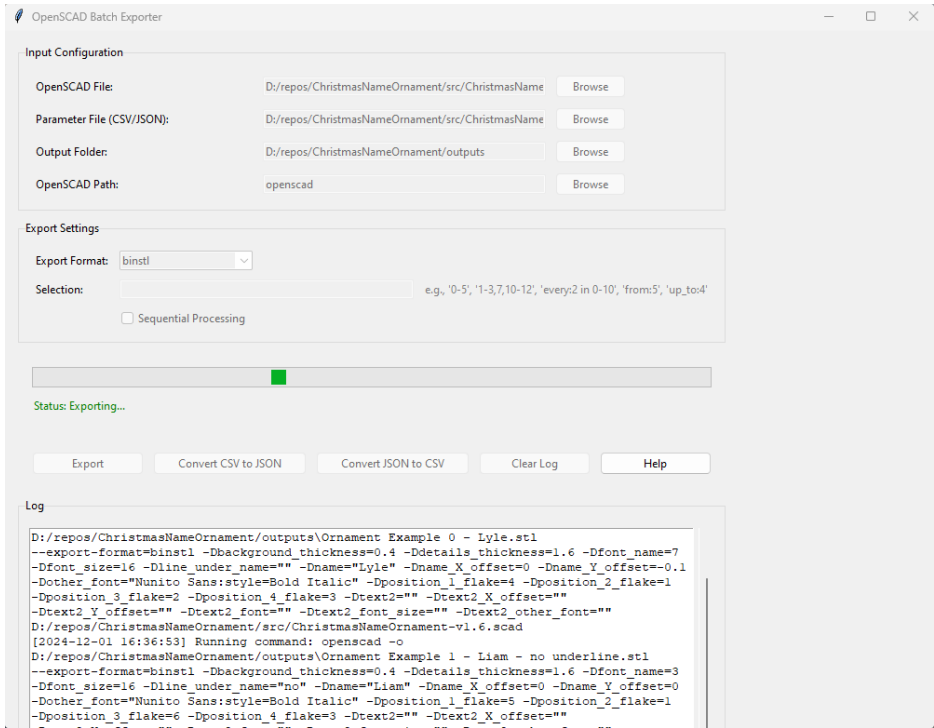 OpenSCAD Batch Exporter
Input Configuration
OpenSCAD File: D:/repos/ChristmasNameOrnament/src/ChristmasName Browse
Parameter File (CSV/JSON): D:/repos/ChristmasNameOrnament/src/ChristmasName Browse
Output Folder: D:/repos/ChristmasNameOrnament/outputs Browse
OpenSCAD Path: openscad Browse
Export Settings
Export Format: binstl
Selection: e.g., '0-5', '1-3,7,10-12', 'every:2 in 0-10', 'from:5', 'up_to:4'
Sequential Processing
Status: Exporting...
Export Convert CSV to JSON Convert JSON to CSV Clear Log Help
Log
D:/repos/ChristmasNameOrnament/outputs\Ornament Example 0 - Lyle.stl
--export-format=binstl -Dbackground_thickness=0.4 -Ddetails_thickness=1.6 -Dfont_name=7
-Dfont_size=16 -Dline_under_name="" -Dname="Lyle" -Dname_X_offset=0 -Dname_Y_offset=-0.1
-Dother_font="Nunito Sans:style=Bold Italic" -Dposition_1_flake=4 -Dposition_2_flake=1
-Dposition_3_flake=2 -Dposition_4_flake=3 -Dtext2="" -Dtext2_X_offset=""
-Dtext2_Y_offset="" -Dtext2_font="" -Dtext2_font_size="" -Dtext2_other_font=""
D:/repos/ChristmasNameOrnament/src/ChristmasNameOrnament-v1.6.scad
[2024-12-01 16:36:53] Running command: openscad -o
D:/repos/ChristmasNameOrnament/outputs\Ornament Example 1 - Liam - no underline.stl
--export-format=binstl -Dbackground_thickness=0.4 -Ddetails_thickness=1.6 -Dfont_name=3
-Dfont_size=16 -Dline_under_name="no" -Dname="Liam" -Dname_X_offset=0 -Dname_Y_offset=0
-Dother_font="Nunito Sans:style=Bold Italic" -Dposition_1_flake=5 -Dposition_2_flake=1
-Dposition_3_flake=6 -Dposition_4_flake=3 -Dtext2="" -Dtext2_X_offset=""